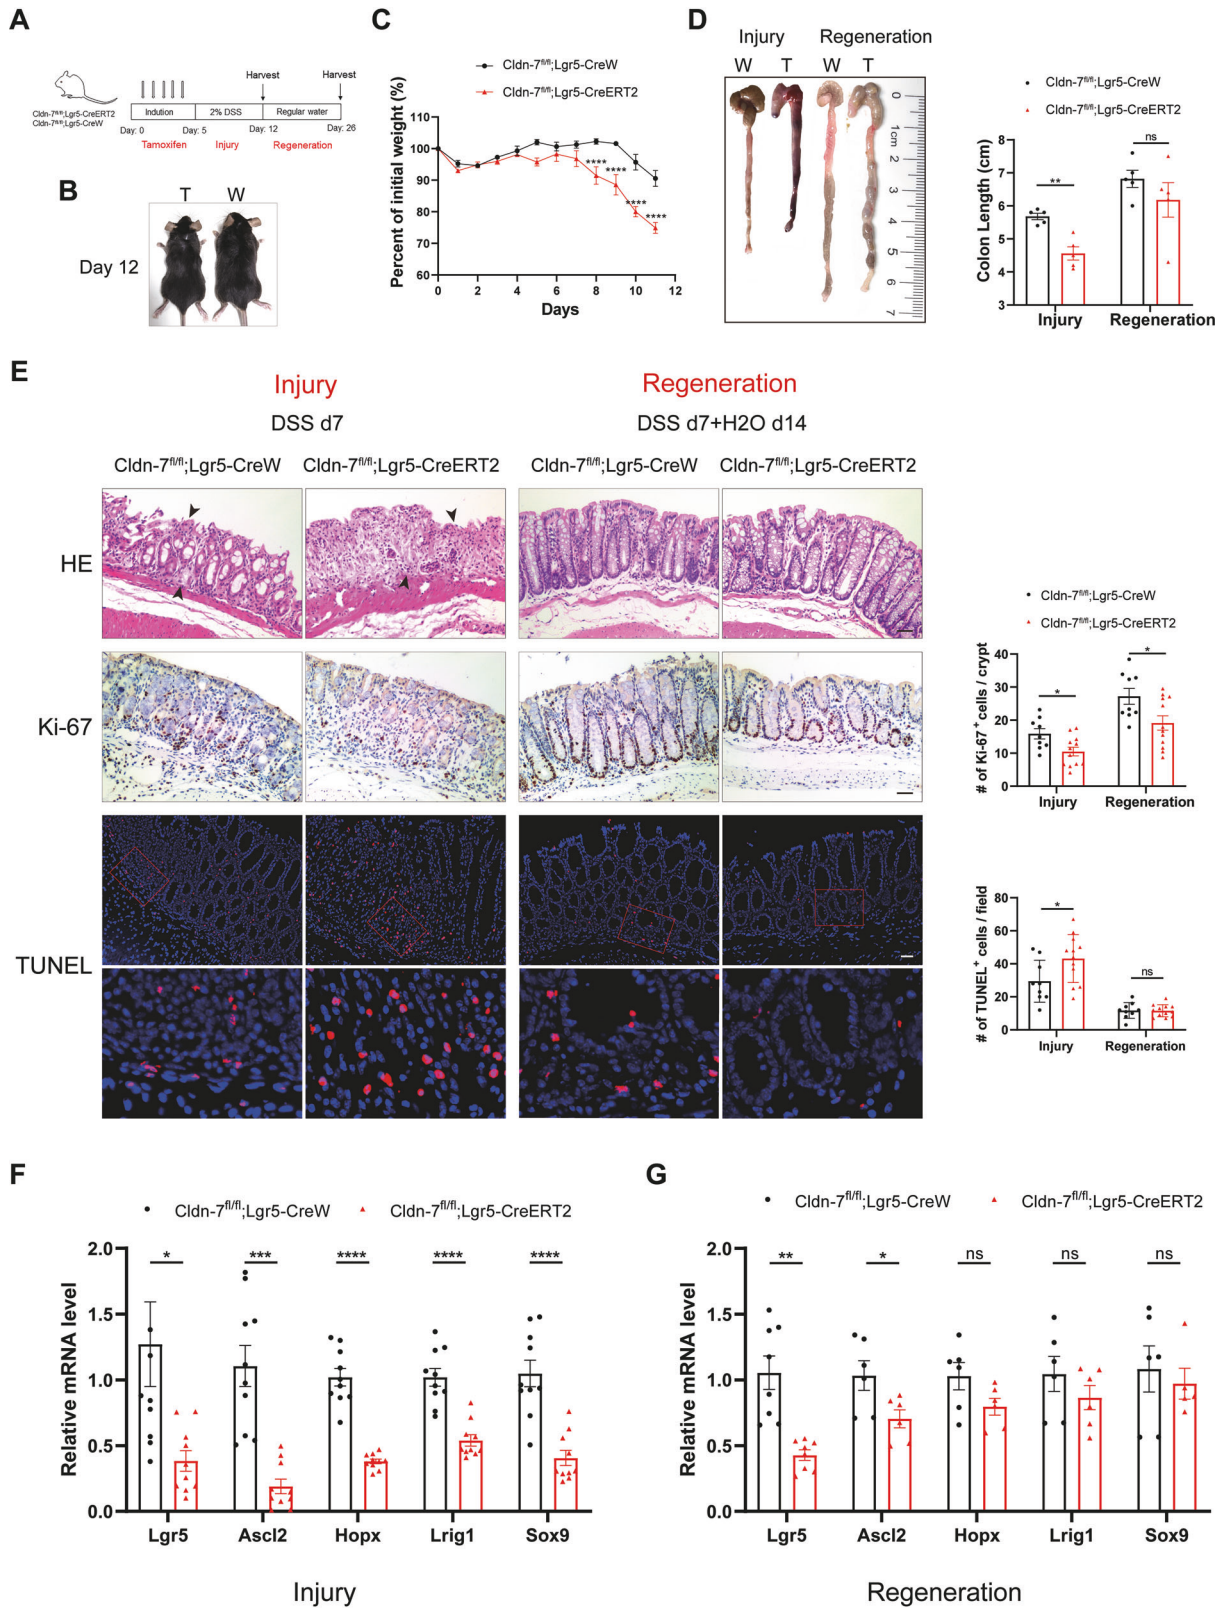 A
Harvest
Harvest
Indution
2% DSS
Regular water
Cldn-7fl/fl;Lgr5-CreERT2
Cldn-7fl/fl;Lgr5-CreW
Day: 0
Day: 5
Day: 12
Day: 26
Tamoxifen
Injury
Regeneration
B
T
W
Day 12
C
Cldn-7fl/fl;Lgr5-CreW
Cldn-7fl/fl;Lgr5-CreERT2
Percent of initial weight (%)
110
100
90
80
70
60
****
****
****
****
0
2
4
6
8
10
12
Days
D
Injury
Regeneration
W
T
W
T
0
1cm
2
3
4
5
6
7
Cldn-7fl/fl;Lgr5-CreW
Cldn-7fl/fl;Lgr5-CreERT2
Colon Length (cm)
8
7
6
5
4
3
**
ns
Injury
Regeneration
E
Injury
Regeneration
DSS d7
DSS d7+H2O d14
Cldn-7fl/fl;Lgr5-CreW
Cldn-7fl/fl;Lgr5-CreERT2
Cldn-7fl/fl;Lgr5-CreW
Cldn-7fl/fl;Lgr5-CreERT2
HE
Ki-67
TUNEL
Cldn-7fl/fl;Lgr5-CreW
Cldn-7fl/fl;Lgr5-CreERT2
# of Ki-67+ cells / crypt
40
30
20
10
0
*
*
Injury
Regeneration
# of TUNEL+ cells / field
80
60
40
20
0
*
ns
Injury
Regeneration
F
Cldn-7fl/fl;Lgr5-CreW
Cldn-7fl/fl;Lgr5-CreERT2
Relative mRNA level
2.0
1.5
1.0
0.5
0.0
*
***
****
****
****
Lgr5
Ascl2
Hopx
Lrig1
Sox9
Injury
G
Cldn-7fl/fl;Lgr5-CreW
Cldn-7fl/fl;Lgr5-CreERT2
Relative mRNA level
2.0
1.5
1.0
0.5
0.0
**
*
ns
ns
ns
Lgr5
Ascl2
Hopx
Lrig1
Sox9
Regeneration